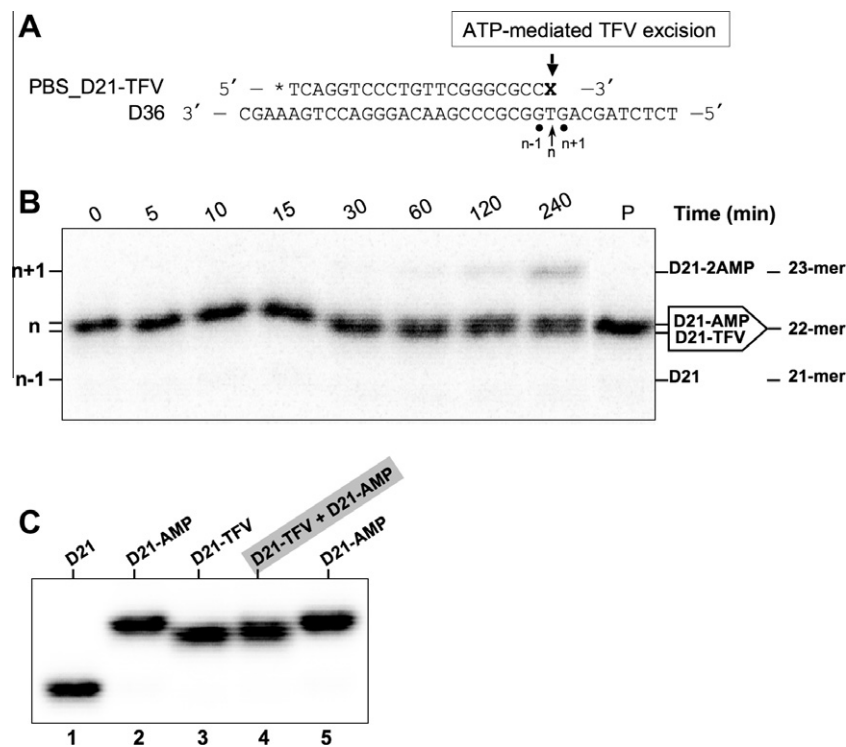 A
ATP-mediated TFV excision
PBS_D21-TFV 5′ – *TCAGGTCCCTGTTCGGGCGCCX –3′
D36 3′ – CGAAAGTCCAGGGACAAGCCCGCGGTGACGATCTCT –5′
n-1 n n+1
B
0 5 10 15 30 60 120 240 P Time (min)
n+1 D21-2AMP 23-mer
n D21-AMP D21-TFV 22-mer
n-1 D21 21-mer
C
D21 D21-AMP D21-TFV D21-TFV + D21-AMP D21-AMP
1 2 3 4 5